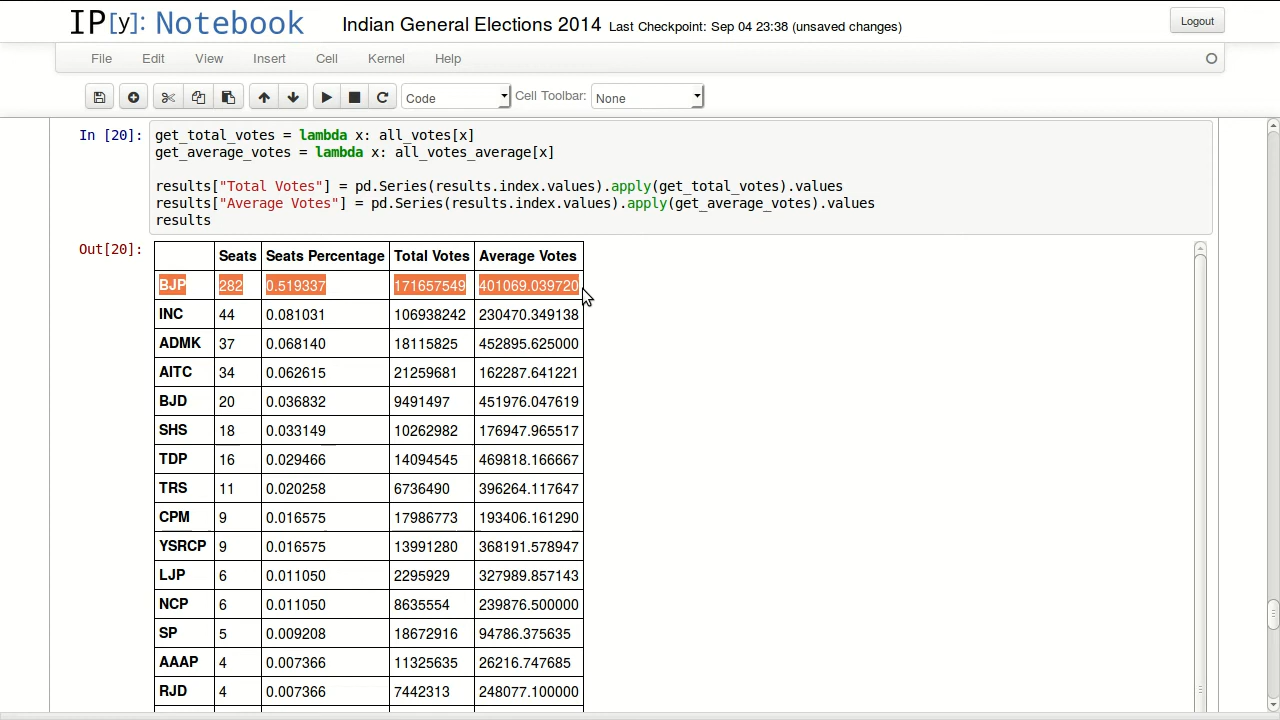 IP[y]: Notebook Indian General Elections 2014 Last Checkpoint: Sep 04 23:38 (unsaved changes) Logout
File Edit View Insert Cell Kernel Help
Code Cell Toolbar: None
In [20]: get_total_votes = lambda x: all_votes[x]
get_average_votes = lambda x: all_votes_average[x]
results["Total Votes"] = pd.Series(results.index.values).apply(get_total_votes).values
results["Average Votes"] = pd.Series(results.index.values).apply(get_average_votes).values
results
Out[20]:
Seats Seats Percentage Total Votes Average Votes
BJP 282 0.519337 171657549 401069.039720
INC 44 0.081031 106938242 230470.349138
ADMK 37 0.068140 18115825 452895.625000
AITC 34 0.062615 21259681 162287.641221
BJD 20 0.036832 9491497 451976.047619
SHS 18 0.033149 10262982 176947.965517
TDP 16 0.029466 14094545 469818.166667
TRS 11 0.020258 6736490 396264.117647
CPM 9 0.016575 17986773 193406.161290
YSRCP 9 0.016575 13991280 368191.578947
LJP 6 0.011050 2295929 327989.857143
NCP 6 0.011050 8635554 239876.500000
SP 5 0.009208 18672916 94786.375635
AAAP 4 0.007366 11325635 26216.747685
RJD 4 0.007366 7442313 248077.100000